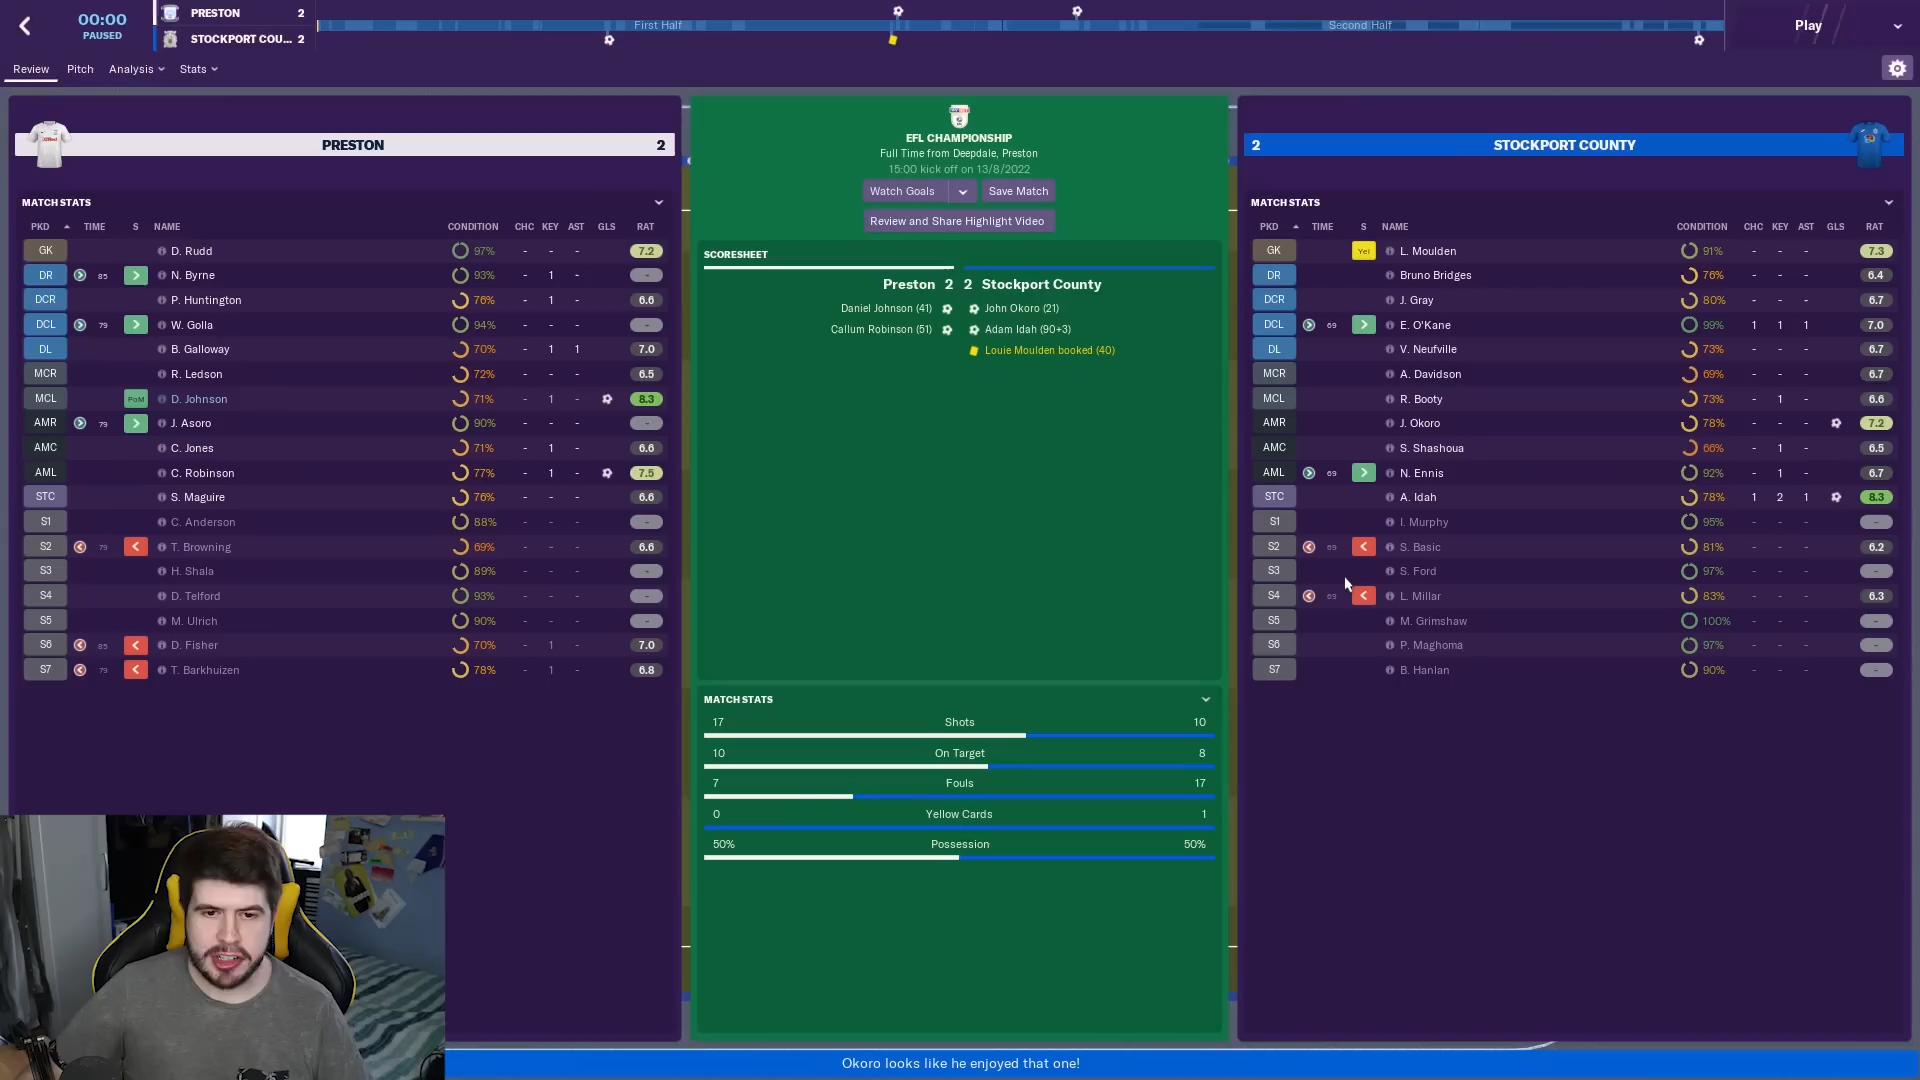 00:00
PAUSED
PRESTON 2
STOCKPORT COU... 2
First Half
Second Half
Play
Review Pitch Analysis Stats
PRESTON 2
MATCH STATS
PKD TIME S NAME CONDITION CHC KEY AST GLS RAT
GK D. Rudd 97% - - - 7.2
DR 85 N. Byrne 93% - 1 - -
DCR P. Huntington 76% - 1 - 6.6
DCL 79 W. Golla 94% - - - -
DL B. Galloway 70% - 1 1 7.0
MCR R. Ledson 72% - - - 6.5
MCL PoM D. Johnson 71% - 1 - 8.3
AMR 79 J. Asoro 90% - - - -
AMC C. Jones 71% - 1 - 6.6
AML C. Robinson 77% - 1 - 7.5
STC S. Maguire 76% - - - 6.6
S1 C. Anderson 88% - - - -
S2 79 T. Browning 69% - - - 6.6
S3 H. Shala 89% - - - -
S4 D. Telford 93% - - - -
S5 M. Ulrich 90% - - - -
S6 85 D. Fisher 70% - 1 - 7.0
S7 79 T. Barkhuizen 78% - 1 - 6.8
EFL CHAMPIONSHIP
Full Time from Deepdale, Preston
15:00 kick off on 13/8/2022
Watch Goals Save Match
Review and Share Highlight Video
SCORESHEET
Preston 2 2 Stockport County
Daniel Johnson (41) John Okoro (21)
Callum Robinson (51) Adam Idah (90+3)
Louie Moulden booked (40)
MATCH STATS
17 Shots 10
10 On Target 8
7 Fouls 17
0 Yellow Cards 1
50% Possession 50%
2 STOCKPORT COUNTY
MATCH STATS
PKD TIME S NAME CONDITION CHC KEY AST GLS RAT
GK Yel L. Moulden 91% - - - 7.3
DR Bruno Bridges 76% - - - 6.4
DCR J. Gray 80% - - - 6.7
DCL 69 E. O'Kane 99% 1 1 1 7.0
DL V. Neufville 73% - - - 6.7
MCR A. Davidson 69% - - - 6.7
MCL R. Booty 73% - 1 - 6.6
AMR J. Okoro 78% - - - 7.2
AMC S. Shashoua 66% - 1 - 6.5
AML 69 N. Ennis 92% - 1 - 6.7
STC A. Idah 78% 1 2 1 8.3
S1 I. Murphy 95% - - - -
S2 69 S. Basic 81% - - - 6.2
S3 S. Ford 97% - - - -
S4 69 L. Millar 83% - - - 6.3
S5 M. Grimshaw 100% - - - -
S6 P. Maghoma 97% - - - -
S7 B. Hanlan 90% - - - -
Okoro looks like he enjoyed that one!